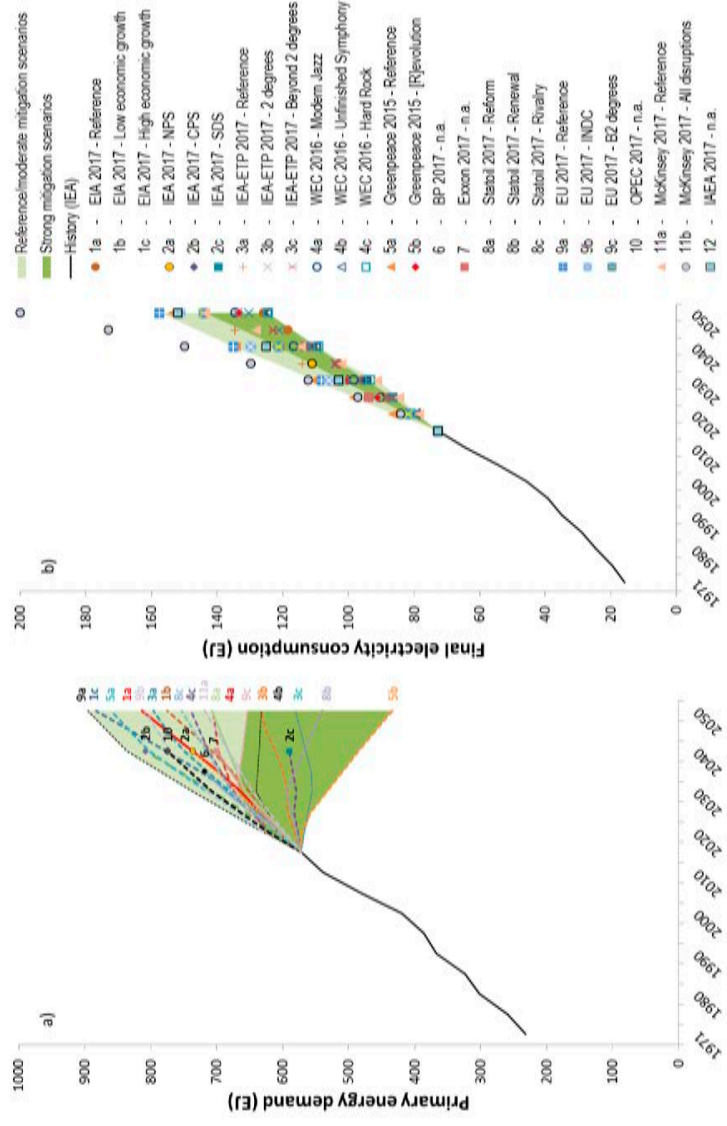 a)
Primary energy demand (EJ)
1000
900
800
700
600
500
400
300
200
100
0
1971
1980
1990
2000
2010
2020
2030
2040
2050
9a
1c
5a
1a
9b
3a
1b
8c
4c
11a
8a
4a
9c
3b
4b
3c
8b
5b
2b
10
2a
6
7
2c
b)
Final electricity consumption (EJ)
200
180
160
140
120
100
80
60
40
20
0
1971
1980
1990
2000
2010
2020
2030
2040
2050
Reference/moderate mitigation scenarios
Strong mitigation scenarios
History (IEA)
1a - EIA 2017 - Reference
1b - EIA 2017 - Low economic growth
1c - EIA 2017 - High economic growth
2a - IEA 2017 - NPS
2b - IEA 2017 - CPS
2c - IEA 2017 - SDS
3a - IEA-ETP 2017 - Reference
3b - IEA-ETP 2017 - 2 degrees
3c - IEA-ETP 2017 - Beyond 2 degrees
4a - WEC 2016 - Modern Jazz
4b - WEC 2016 - Unfinished Symphony
4c - WEC 2016 - Hard Rock
5a - Greenpeace 2015 - Reference
5b - Greenpeace 2015 - [R]evolution
6 - BP 2017 - n.a.
7 - Exxon 2017 - n.a.
8a - Statoil 2017 - Reform
8b - Statoil 2017 - Renewal
8c - Statoil 2017 - Rivalry
9a - EU 2017 - Reference
9b - EU 2017 - INDC
9c - EU 2017 - B2 degrees
10 - OPEC 2017 - n.a.
11a - McKinsey 2017 - Reference
11b - McKinsey 2017 - All disruptions
12 - IAEA 2017 - n.a.